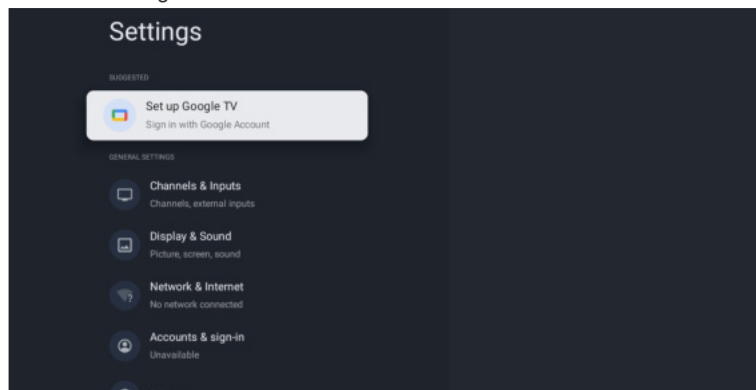 Settings
SUGGESTED
Set up Google TV
Sign in with Google Account
GENERAL SETTINGS
Channels & Inputs
Channels, external inputs
Display & Sound
Picture, screen, sound
Network & Internet
No network connected
Accounts & sign-in
Unavailable